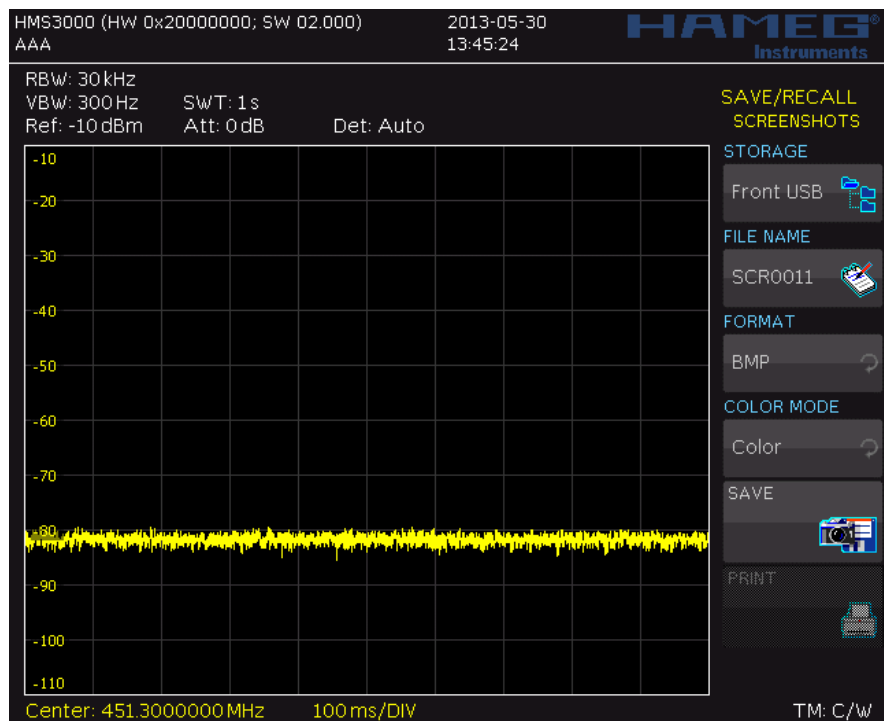 HMS3000 (HW 0x20000000; SW 02.000) 2013-05-30 HAMEG®
AAA 13:45:24 Instruments
RBW: 30 kHz
VBW: 300 Hz SWT: 1 s
Ref: -10 dBm Att: 0 dB Det: Auto
-10
-20
-30
-40
-50
-60
-70
-80
-90
-100
-110
Center: 451.3000000 MHz 100 ms/DIV TM: C/W
SAVE/RECALL
SCREENSHOTS
STORAGE
Front USB
FILE NAME
SCR0011
FORMAT
BMP
COLOR MODE
Color
SAVE
PRINT